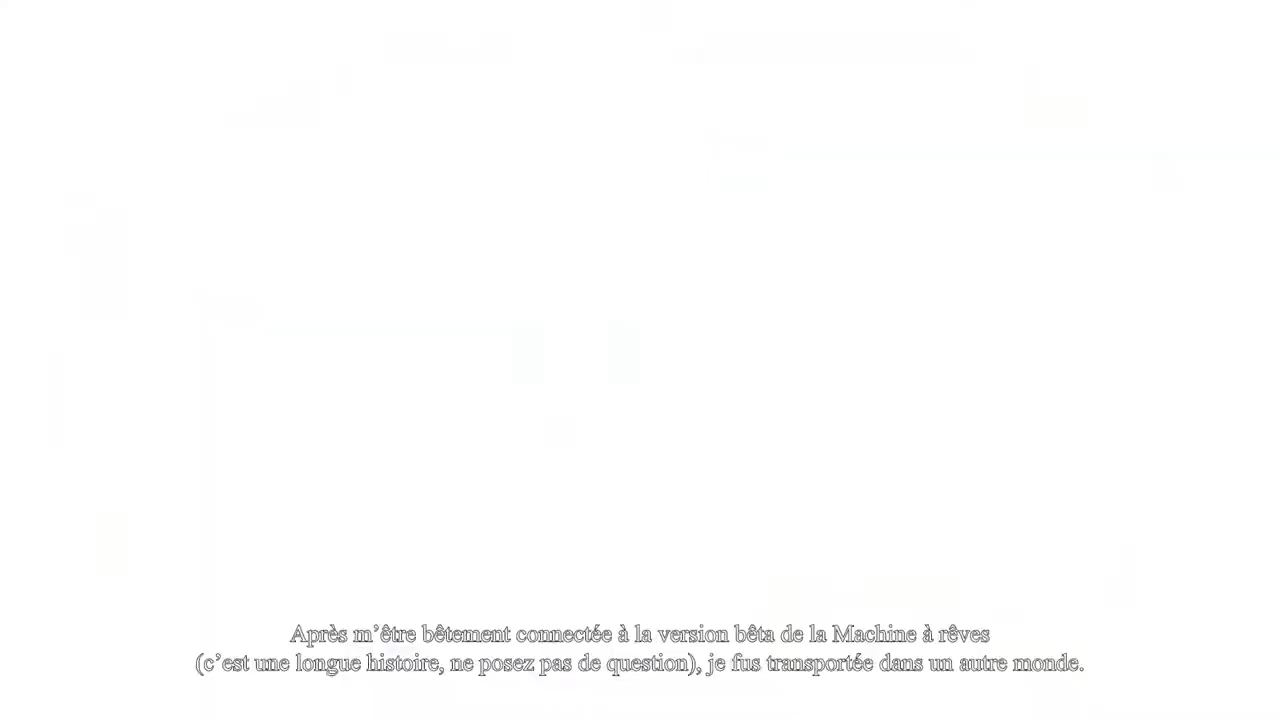 Après m’être bêtement connectée à la version bêta de la Machine à rêves
(c’est une longue histoire, ne posez pas de question), je fus transportée dans un autre monde.